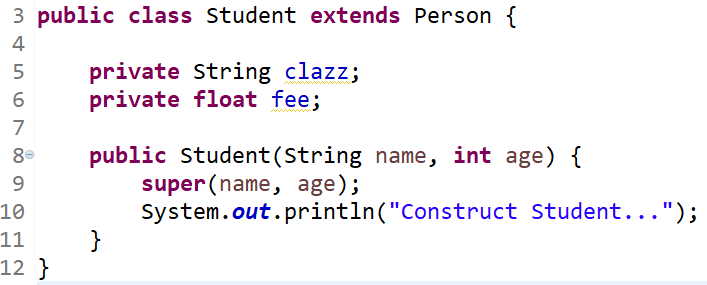 3 public class Student extends Person {
4
5     private String clazz;
6     private float fee;
7
8     public Student(String name, int age) {
9         super(name, age);
10         System.out.println("Construct Student...");
11     }
12 }